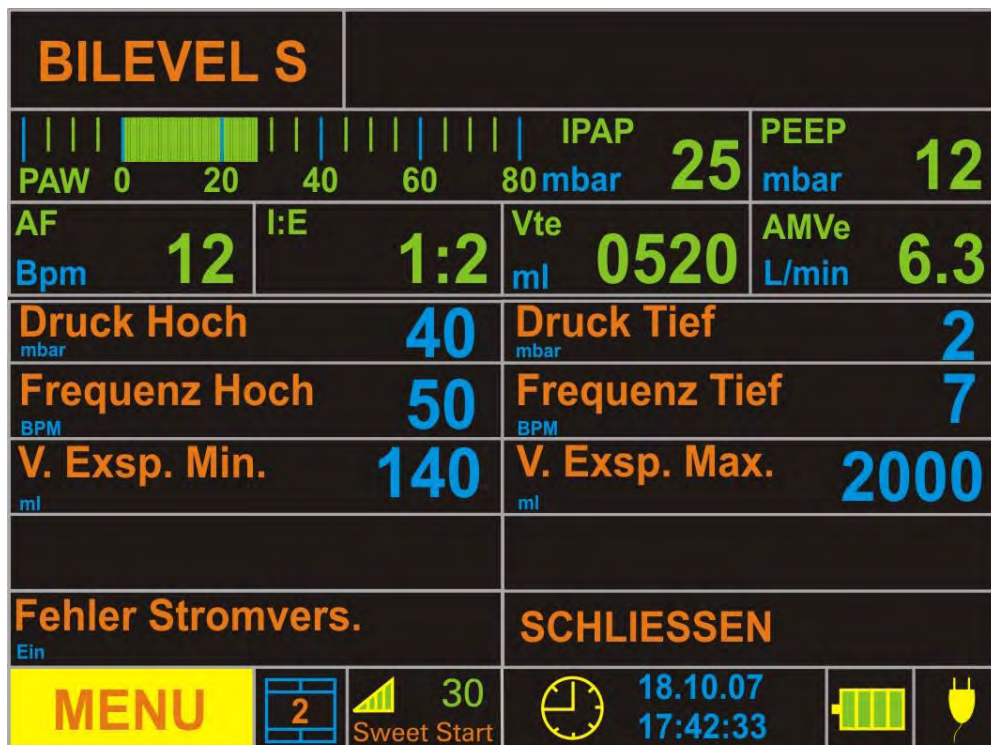 BILEVEL S
PAW 0 20 40 60 80 mbar IPAP 25 PEEP mbar 12
AF Bpm 12 I:E 1:2 Vte ml 0520 AMVe L/min 6.3
Druck Hoch mbar 40 Druck Tief mbar 2
Frequenz Hoch BPM 50 Frequenz Tief BPM 7
V. Exsp. Min. ml 140 V. Exsp. Max. ml 2000
Fehler Stromvers. Ein SCHLIESSEN
MENU 2 30 Sweet Start 18.10.07
17:42:33